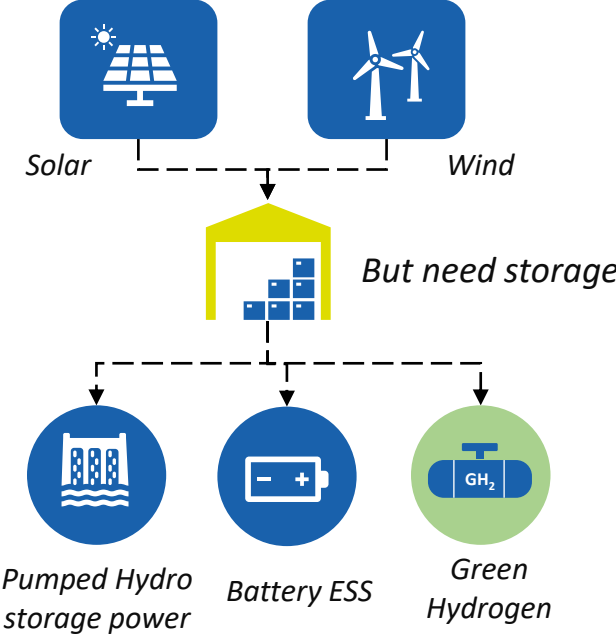 Solar
Wind
But need storage
GH₂
Pumped Hydro
storage power
Battery ESS
Green
Hydrogen